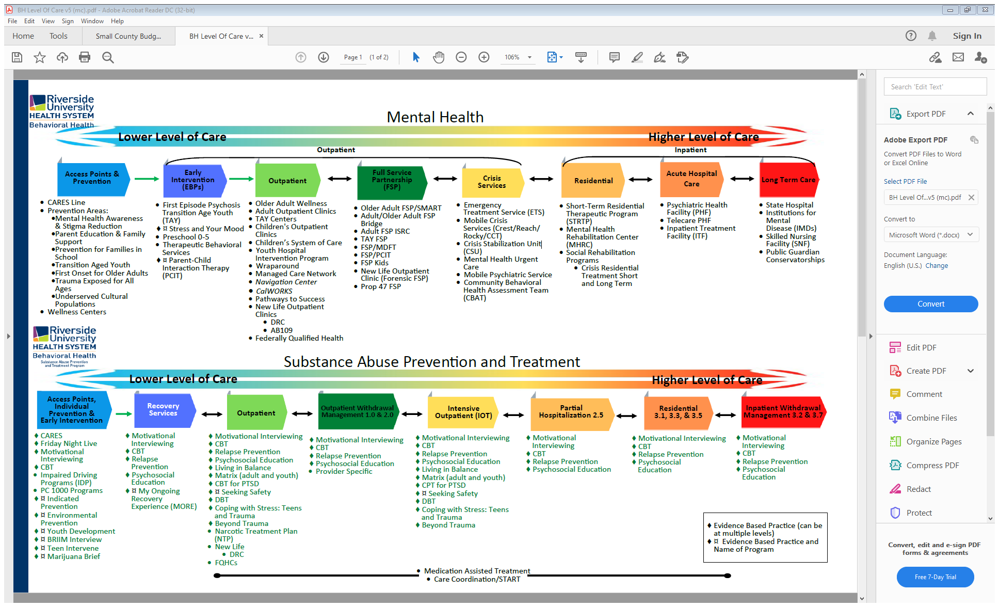 BH Level Of Care v5 (mc).pdf - Adobe Acrobat Reader DC (32-bit)
File Edit View Sign Window Help
Home Tools Small County Budg... BH Level Of Care v... ×
Sign In
Page 1 (1 of 2) 106%
Riverside
University
HEALTH SYSTEM
Behavioral Health
Mental Health
Lower Level of Care
Higher Level of Care
Outpatient
Inpatient
Access Points &
Prevention
• CARES Line
• Prevention Areas:
•Mental Health Awareness
& Stigma Reduction
•Parent Education & Family
Support
•Prevention for Families in
School
•Transition Aged Youth
•First Onset for Older Adults
•Trauma Exposed for All
Ages
•Underserved Cultural
Populations
• Wellness Centers
Early
Intervention
(EBPs)
• First Episode Psychosis
Transition Age Youth
(TAY)
♦ ¤ Stress and Your Mood
• Preschool 0-5
• Therapeutic Behavioral
Services
♦ ¤ Parent-Child
Interaction Therapy
(PCIT)
Outpatient
• Older Adult Wellness
• Adult Outpatient Clinics
• TAY Centers
• Children's Outpatient
Clinics
• Children’s System of Care
• Youth Hospital
Intervention Program
• Wraparound
• Managed Care Network
• Navigation Center
• CalWORKS
• Pathways to Success
• New Life Outpatient
Clinics
• DRC
• AB109
• Federally Qualified Health
Full Service
Partnership
(FSP)
• Older Adult FSP/SMART
• Adult/Older Adult FSP
Bridge
• Adult FSP ISRC
• TAY FSP
• FSP/MDFT
• FSP/PCIT
• FSP Kids
• New Life Outpatient
Clinic (Forensic FSP)
• Prop 47 FSP
Crisis
Services
• Emergency
Treatment Service (ETS)
• Mobile Crisis
Services (Crest/Reach/
Rocky/CCT)
• Crisis Stabilization Unit
(CSU)
• Mental Health Urgent
Care
• Mobile Psychiatric Service
• Community Behavioral
Health Assessment Team
(CBAT)
Residential
• Short-Term Residential
Therapeutic Program
(STRTP)
• Mental Health
Rehabilitation Center
(MHRC)
• Social Rehabilitation
Programs
• Crisis Residential
Treatment Short
and Long Term
Acute Hospital
Care
• Psychiatric Health
Facility (PHF)
• Telecare PHF
• Inpatient Treatment
Facility (ITF)
Long Term Care
• State Hospital
• Institutions for
Mental
Disease (IMDs)
• Skilled Nursing
Facility (SNF)
• Public Guardian
Conservatorships
Riverside
University
HEALTH SYSTEM
Behavioral Health
Substance Abuse Prevention
and Treatment Program
Substance Abuse Prevention and Treatment
Lower Level of Care
Higher Level of Care
Access Points,
Individual
Prevention &
Early Intervention
♦ CARES
♦ Friday Night Live
♦ Motivational
Interviewing
♦ CBT
• Impaired Driving
Programs (IDP)
• PC 1000 Programs
♦ ¤ Indicated
Prevention
♦ ¤ Environmental
Prevention
♦ ¤ Youth Development
♦ ¤ BRIIM Interview
♦ ¤ Teen Intervene
♦ ¤ Marijuana Brief
Recovery
Services
♦ Motivational
Interviewing
♦ CBT
♦ Relapse
Prevention
♦ Psychosocial
Education
♦ ¤ My Ongoing
Recovery
Experience (MORE)
Outpatient
♦ Motivational Interviewing
♦ CBT
♦ Relapse Prevention
♦ Psychosocial Education
♦ Living in Balance
♦ Matrix (adult and youth)
♦ CBT for PTSD
♦ ¤ Seeking Safety
♦ DBT
♦ Coping with Stress: Teens
and Trauma
♦ Beyond Trauma
• Narcotic Treatment Plan
(NTP)
• New Life
• DRC
• FQHCs
Outpatient Withdrawal
Management 1.0 & 2.0
♦ Motivational Interviewing
♦ CBT
♦ Relapse Prevention
♦ Psychosocial Education
• Provider Specific
Intensive
Outpatient (IOT)
♦ Motivational Interviewing
♦ CBT
♦ Relapse Prevention
♦ Psychosocial Education
♦ Living in Balance
♦ Matrix (adult and youth)
♦ CPT for PTSD
♦ ¤ Seeking Safety
♦ DBT
♦ Coping with Stress: Teens
and Trauma
♦ Beyond Trauma
Partial
Hospitalization 2.5
♦ Motivational
Interviewing
♦ CBT
♦ Relapse Prevention
♦ Psychosocial Education
Residential
3.1, 3.3, & 3.5
♦ Motivational Interviewing
♦ CBT
♦ Relapse Prevention
♦ Psychosocial
Education
Inpatient Withdrawal
Management 3.2 & 3.7
♦ Motivational
Interviewing
♦ CBT
♦ Relapse Prevention
♦ Psychosocial
Education
♦ Evidence Based Practice (can be
at multiple levels)
♦ ¤ Evidence Based Practice and
Name of Program
• Medication Assisted Treatment
• Care Coordination/START
Search 'Edit Text'
Export PDF
Adobe Export PDF
Convert PDF Files to Word
or Excel Online
Select PDF File
BH Level Of...v5 (mc).pdf ×
Convert to
Microsoft Word (*.docx)
Document Language:
English (U.S.) Change
Convert
Edit PDF
Create PDF
Comment
Combine Files
Organize Pages
Compress PDF
Redact
Protect
Convert, edit and e-sign PDF
forms & agreements
Free 7-Day Trial